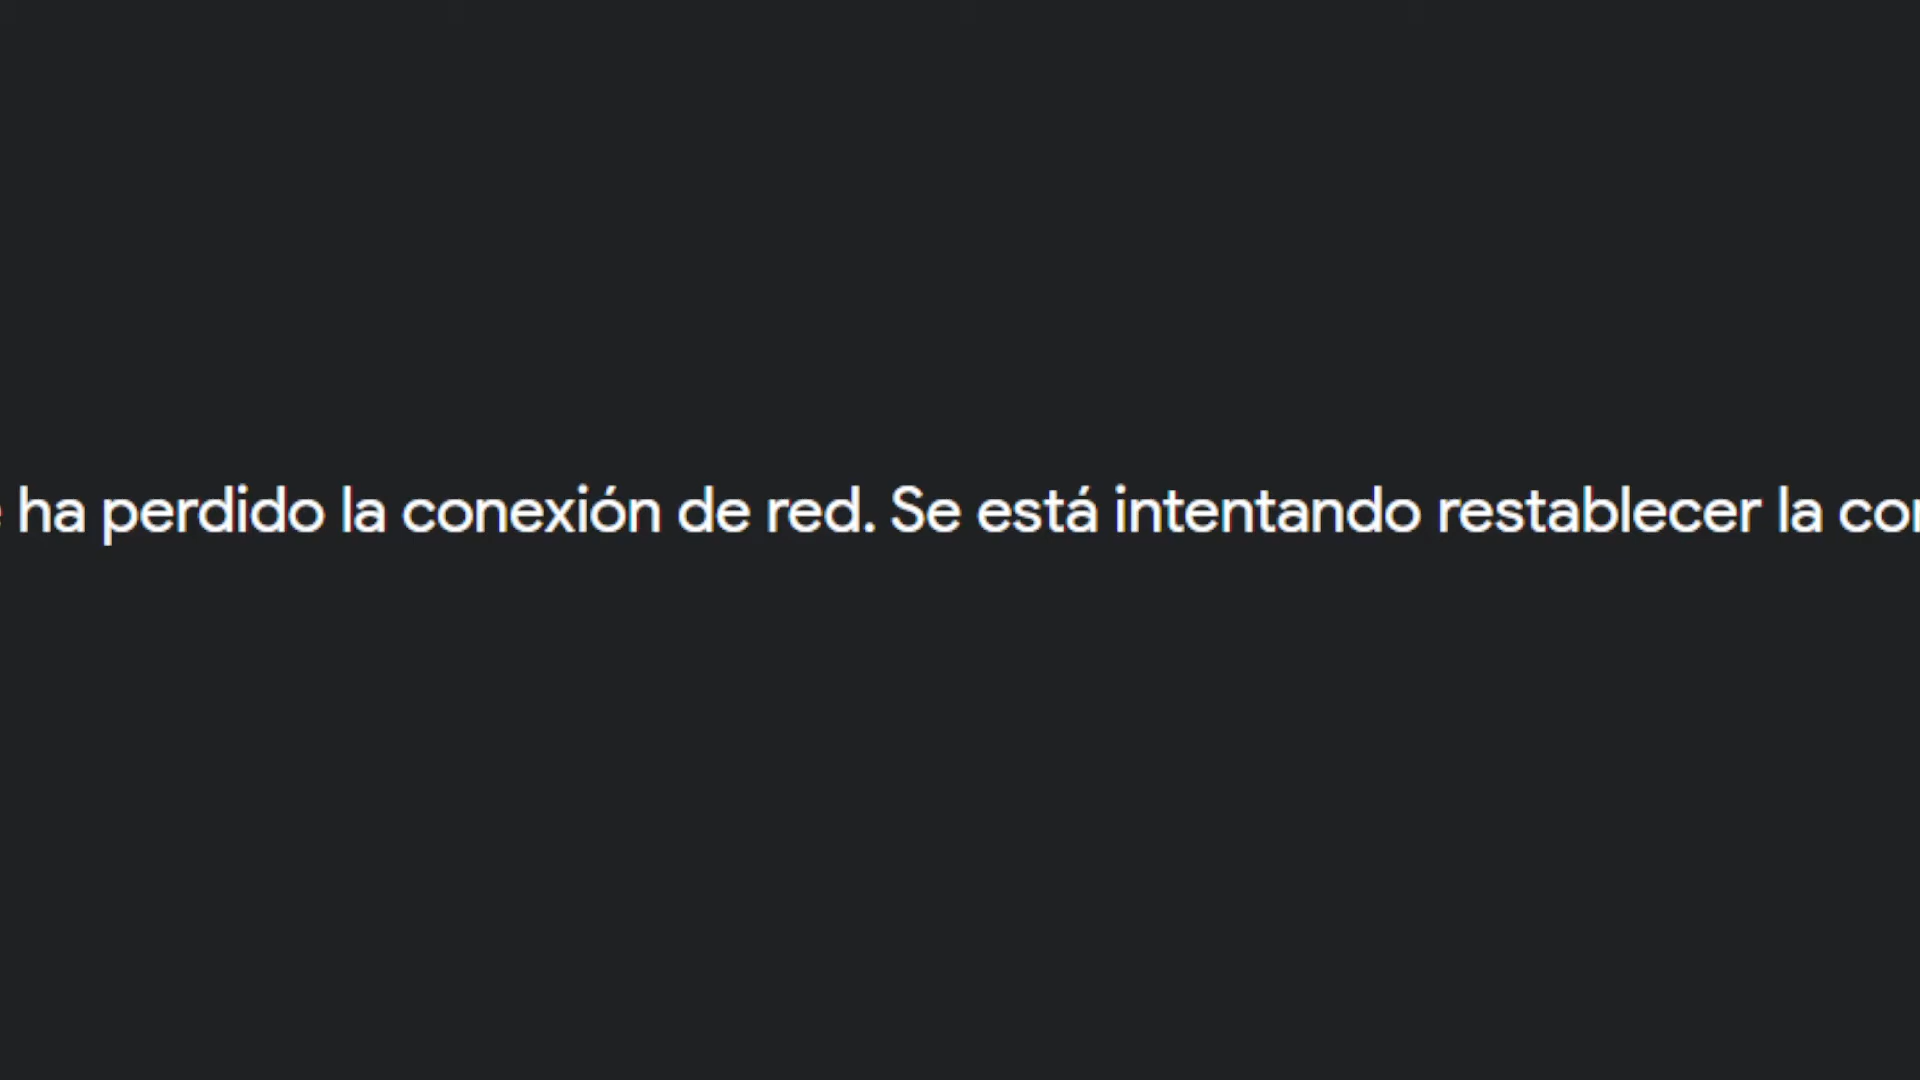 ha perdido la conexión de red. Se está intentando restablecer la